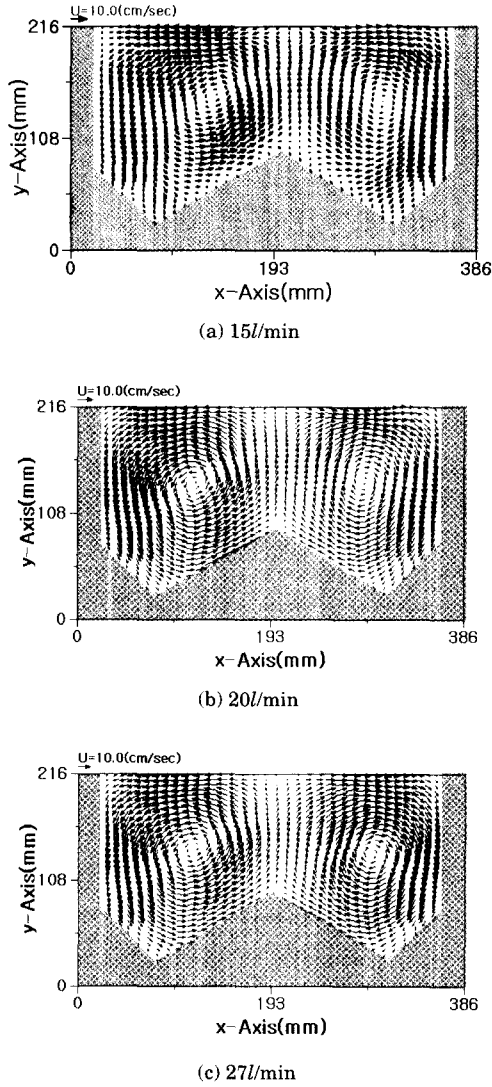 U=10.0(cm/sec)
216
108
0
y-Axis(mm)
0 193 386
x-Axis(mm)
(a) 15l/min
U=10.0(cm/sec)
216
108
0
y-Axis(mm)
0 193 386
x-Axis(mm)
(b) 20l/min
U=10.0(cm/sec)
216
108
0
y-Axis(mm)
0 193 386
x-Axis(mm)
(c) 27l/min